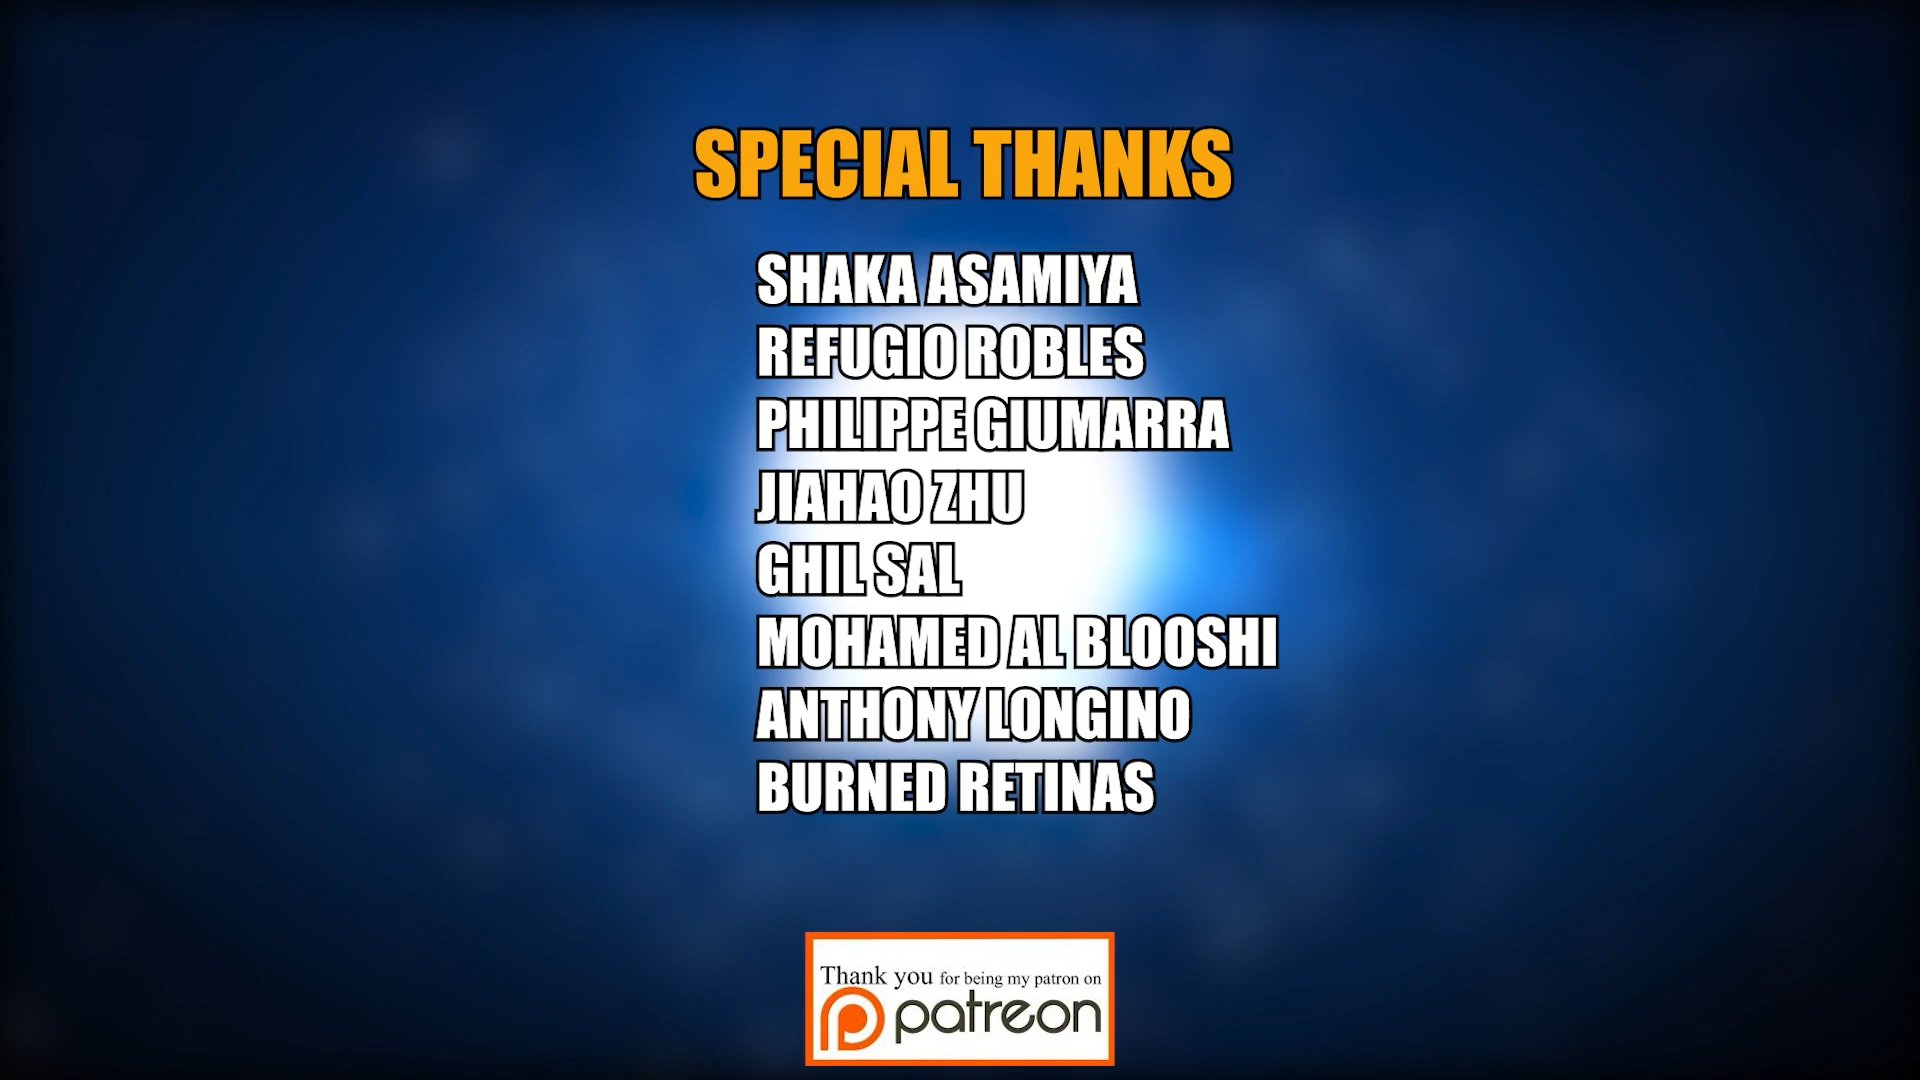 SPECIAL THANKS
SHAKA ASAMIYA
REFUGIO ROBLES
PHILIPPE GIUMARRA
JIAHAO ZHU
GHIL SAL
MOHAMED AL BLOOSHI
ANTHONY LONGINO
BURNED RETINAS
Thank you for being my patron on
patreon